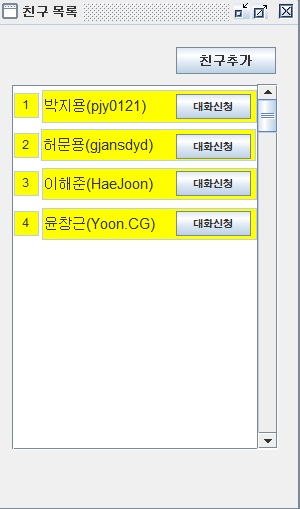 친구 목록
친구추가
1 박지용(pjy0121) 대화신청
2 허문용(gjansdyd) 대화신청
3 이해준(HaeJoon) 대화신청
4 윤창근(Yoon.CG) 대화신청